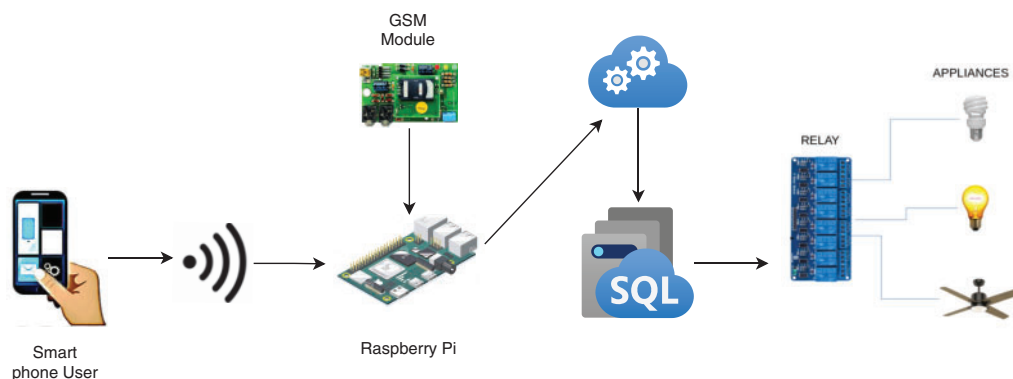 GSM
Module
APPLIANCES
RELAY
SQL
Raspberry Pi
Smart
phone User